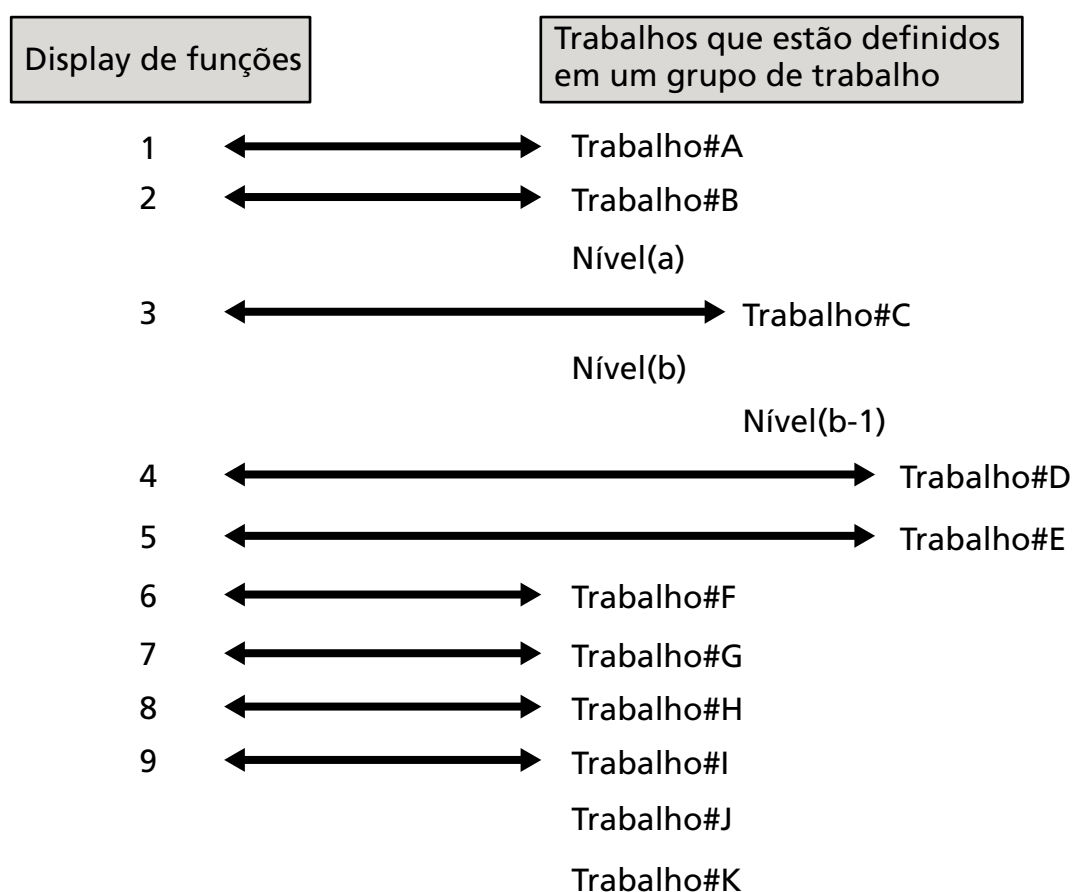 Display de funções
Trabalhos que estão definidos
em um grupo de trabalho
1 Trabalho#A
2 Trabalho#B
Nível(a)
3 Trabalho#C
Nível(b)
Nível(b-1)
4 Trabalho#D
5 Trabalho#E
6 Trabalho#F
7 Trabalho#G
8 Trabalho#H
9 Trabalho#I
Trabalho#J
Trabalho#K